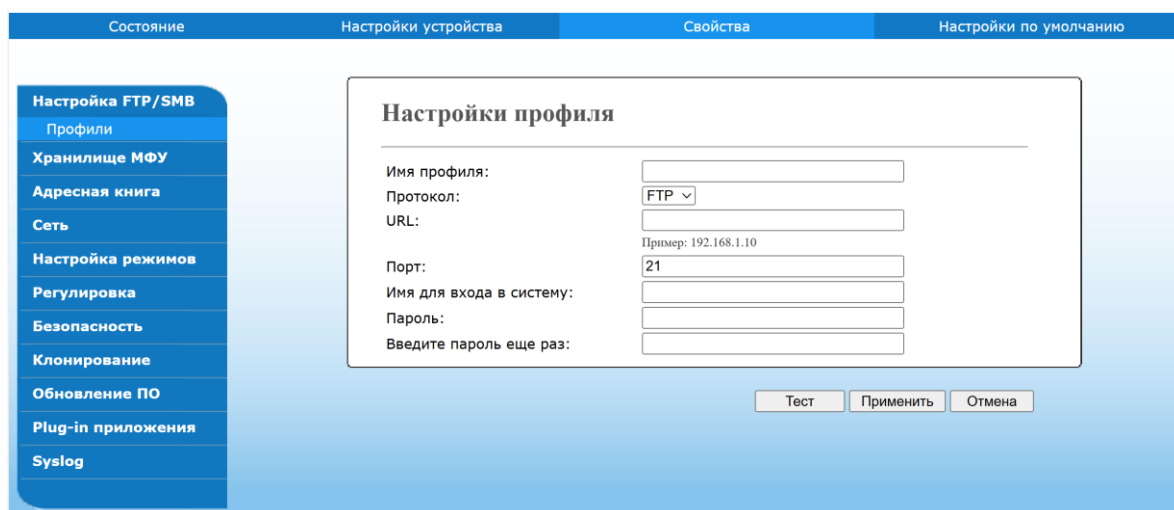 Состояние
Настройки устройства
Свойства
Настройки по умолчанию
Настройка FTP/SMB
Профили
Хранилище МФУ
Адресная книга
Сеть
Настройка режимов
Регулировка
Безопасность
Клонирование
Обновление ПО
Plug-in приложения
Syslog
Настройки профиля
Имя профиля:
Протокол: FTP
URL:
Пример: 192.168.1.10
Порт: 21
Имя для входа в систему:
Пароль:
Введите пароль еще раз:
Тест Применить Отмена